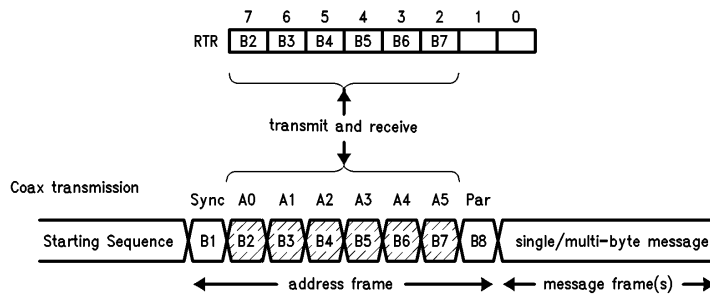 7 6 5 4 3 2 1 0
RTR B2 B3 B4 B5 B6 B7
transmit and receive
Coax transmission
Sync A0 A1 A2 A3 A4 A5 Par
Starting Sequence B1 B2 B3 B4 B5 B6 B7 B8 single/multi-byte message
address frame message frame(s)